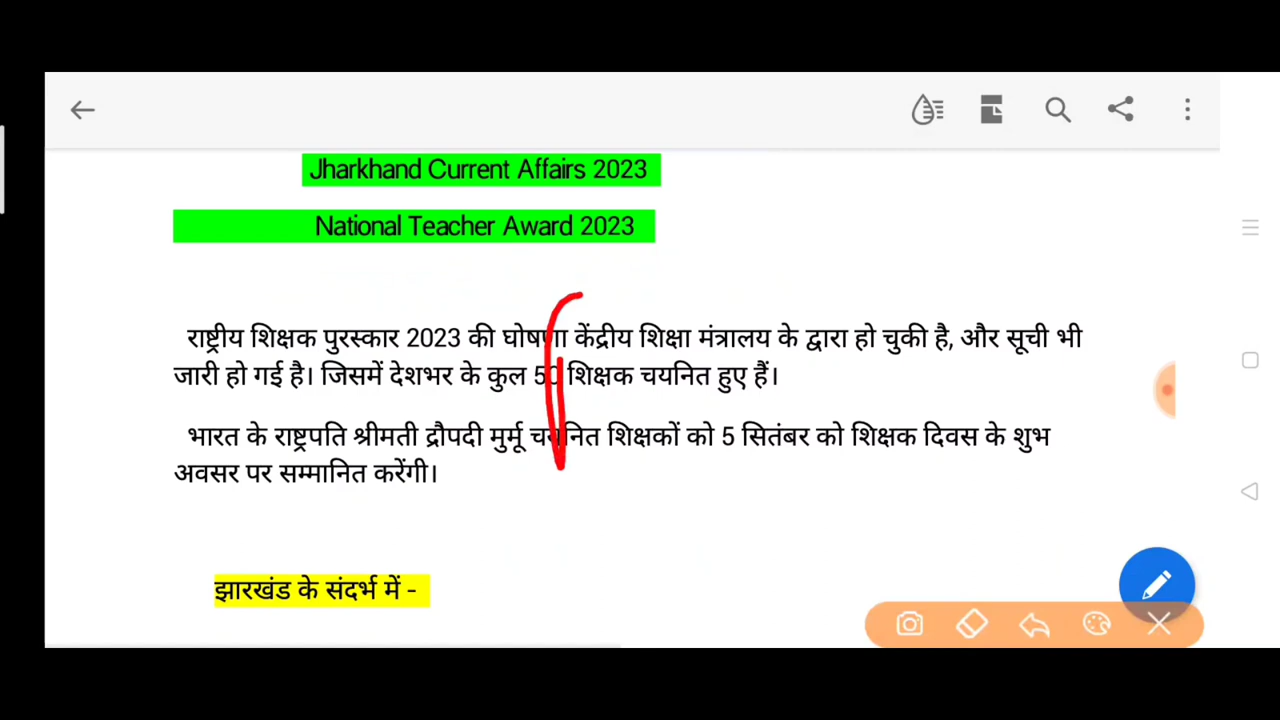 Jharkhand Current Affairs 2023
National Teacher Award 2023
राष्ट्रीय शिक्षक पुरस्कार 2023 की घोषणा केंद्रीय शिक्षा मंत्रालय के द्वारा हो चुकी है, और सूची भी
जारी हो गई है। जिसमें देशभर के कुल 50 शिक्षक चयनित हुए हैं।
भारत के राष्ट्रपति श्रीमती द्रौपदी मुर्मू चयनित शिक्षकों को 5 सितंबर को शिक्षक दिवस के शुभ
अवसर पर सम्मानित करेंगी।
झारखंड के संदर्भ में -